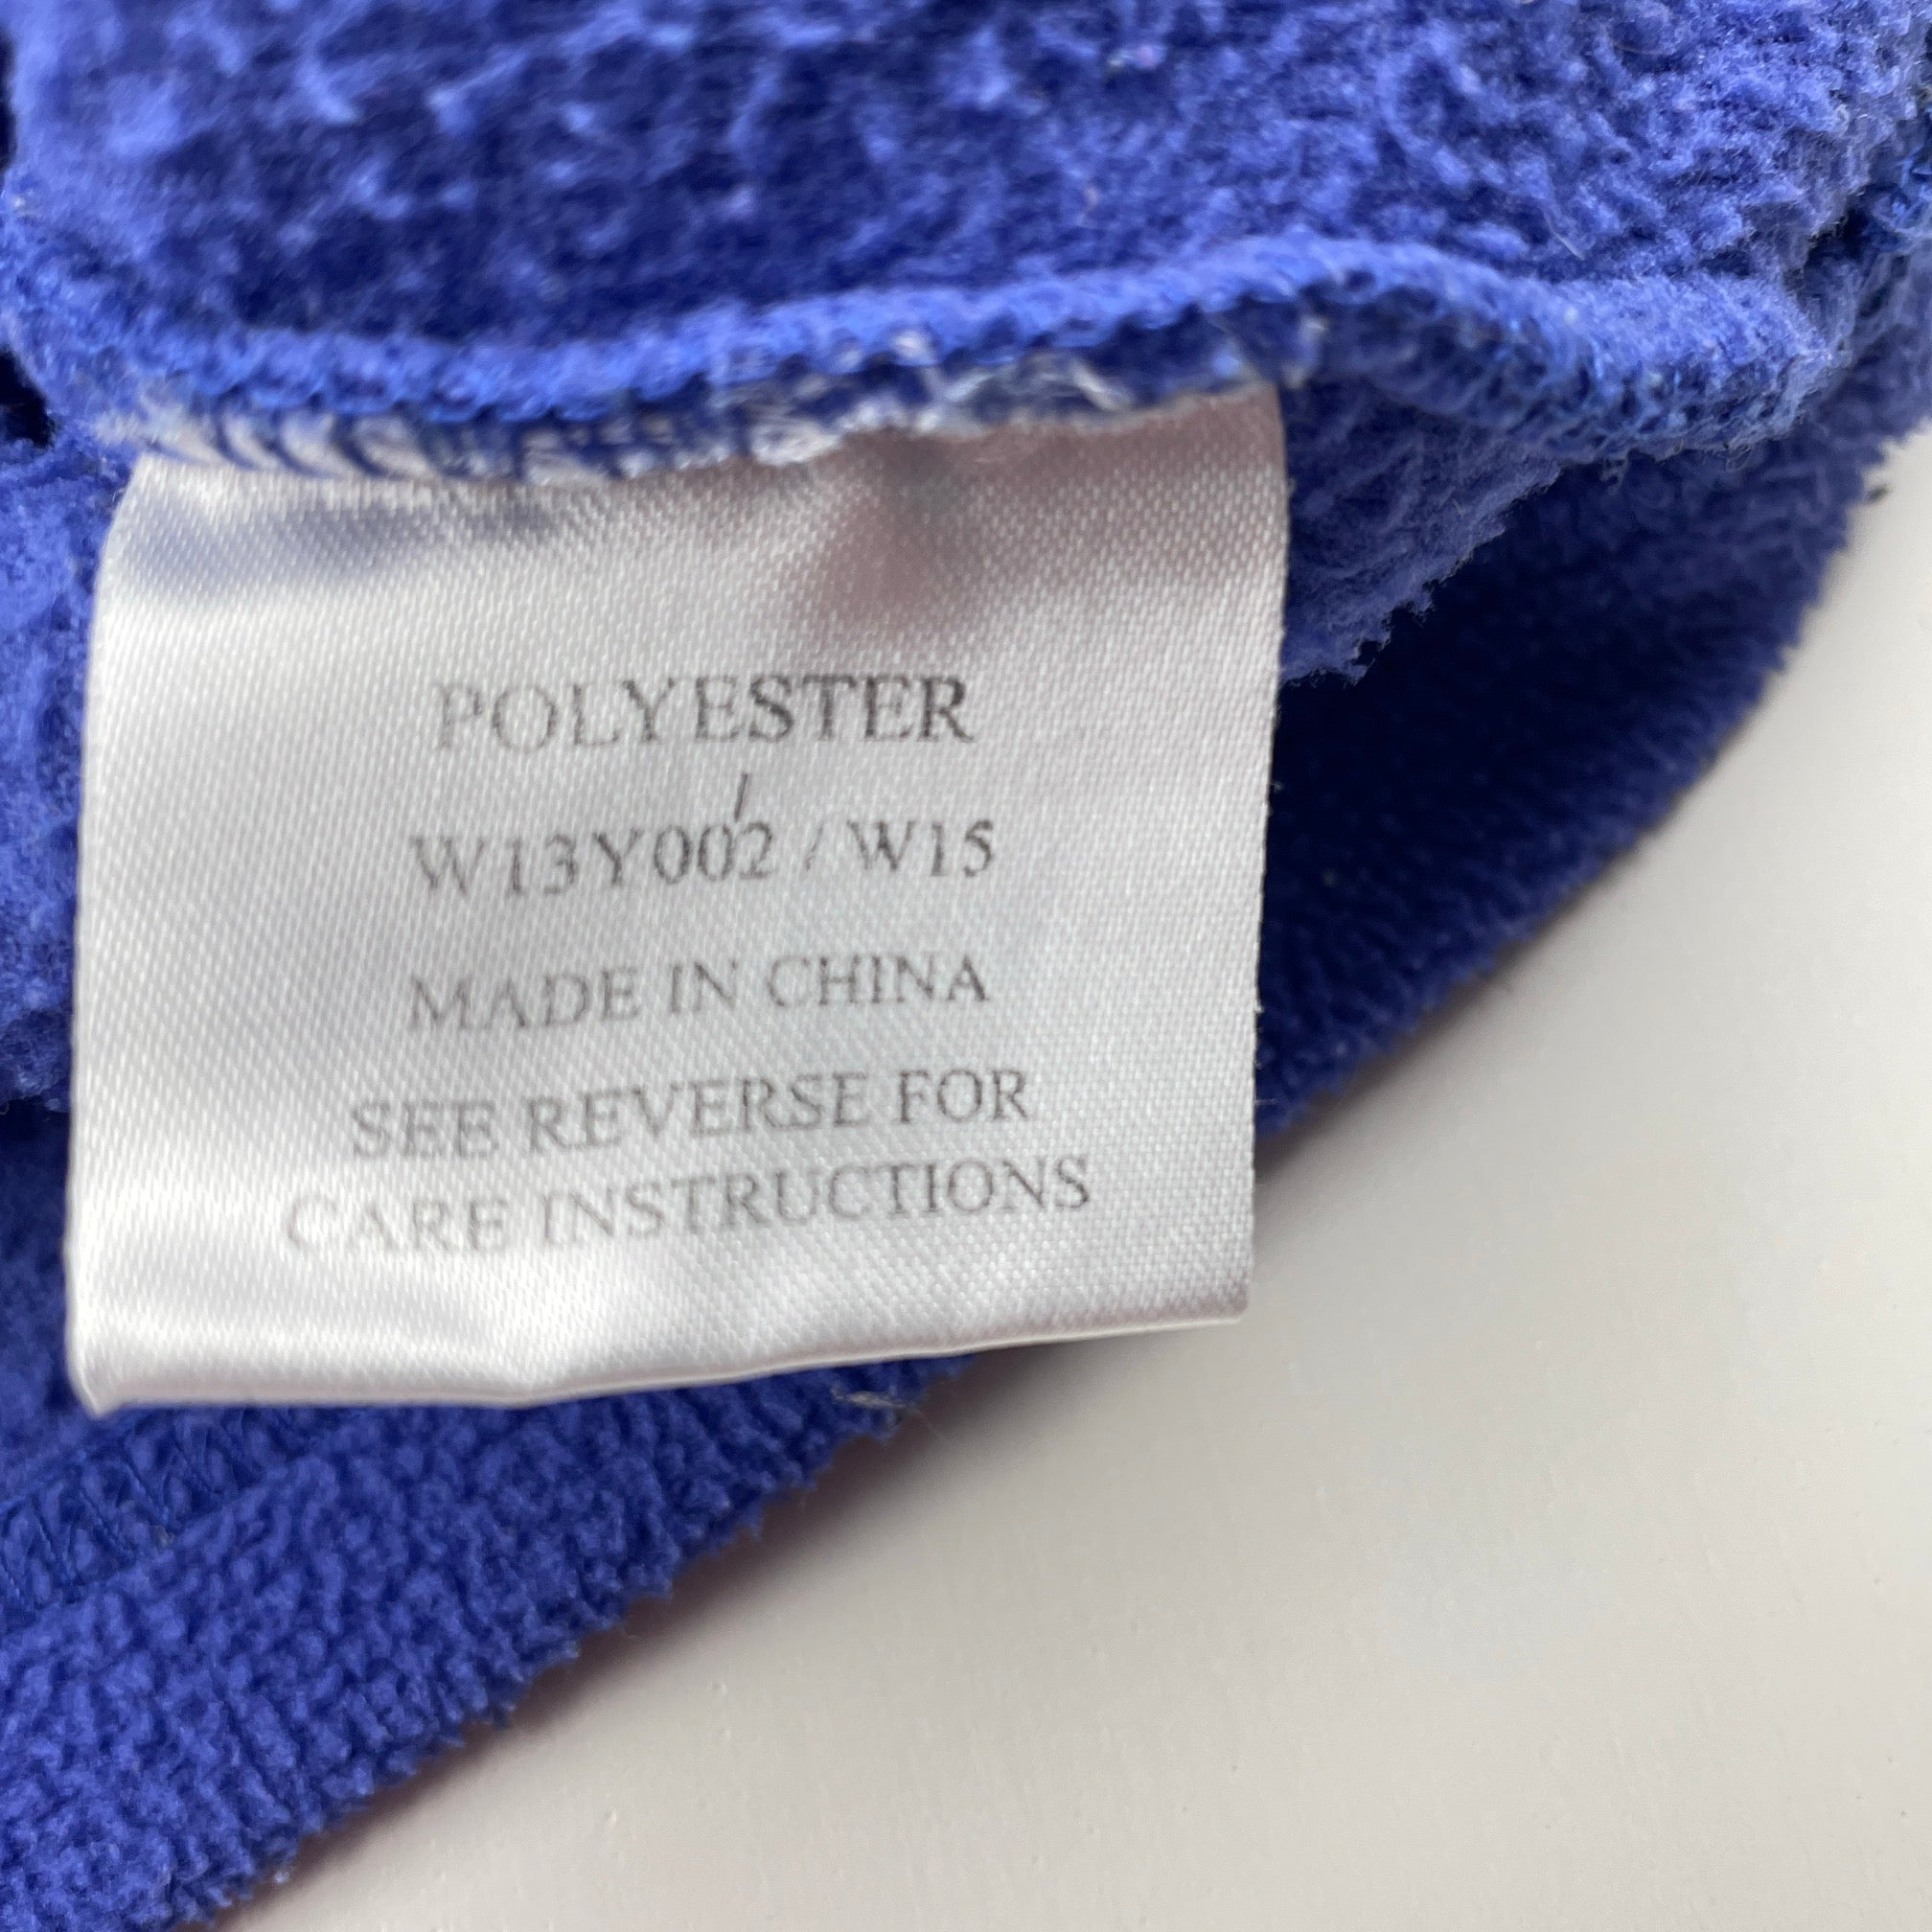 POLYESTER
/
W13Y002 / W15
MADE IN CHINA
SEE REVERSE FOR
CARE INSTRUCTIONS